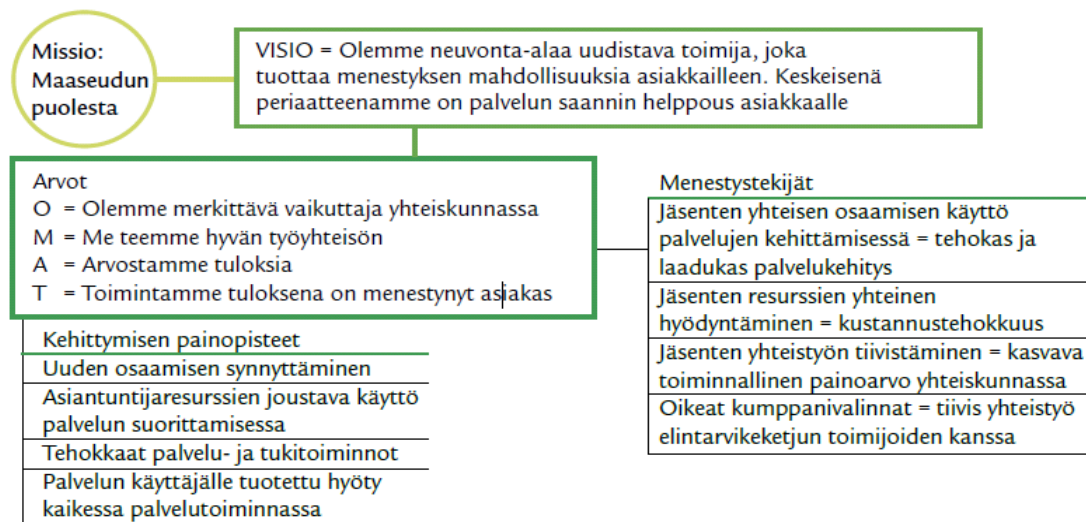 Missio:
Maaseudun
puolesta
VISIO = Olemme neuvonta-alaa uudistava toimija, joka
tuottaa menestyksen mahdollisuuksia asiakkailleen. Keskeisenä
periaatteenamme on palvelun saannin helppous asiakkaalle
Arvot
O = Olemme merkittävä vaikuttaja yhteiskunnassa
M = Me teemme hyvän työyhteisön
A = Arvostamme tuloksia
T = Toimintamme tuloksena on menestynyt asiakas
Kehittymisen painopisteet
Uuden osaamisen synnyttäminen
Asiantuntijaresurssien joustava käyttö
palvelun suorittamisessa
Tehokkaat palvelu- ja tukitoiminnot
Palvelun käyttäjälle tuotettu hyöty
kaikessa palvelutoiminnassa
Menestystekijät
Jäsenten yhteisen osaamisen käyttö
palvelujen kehittämisessä = tehokas ja
laadukas palvelukehitys
Jäsenten resurssien yhteinen
hyödyntäminen = kustannustehokkuus
Jäsenten yhteistyön tiivistäminen = kasvava
toiminnallinen painoarvo yhteiskunnassa
Oikeat kumppanivalinnat = tiivis yhteistyö
elintarvikeketjun toimijoiden kanssa